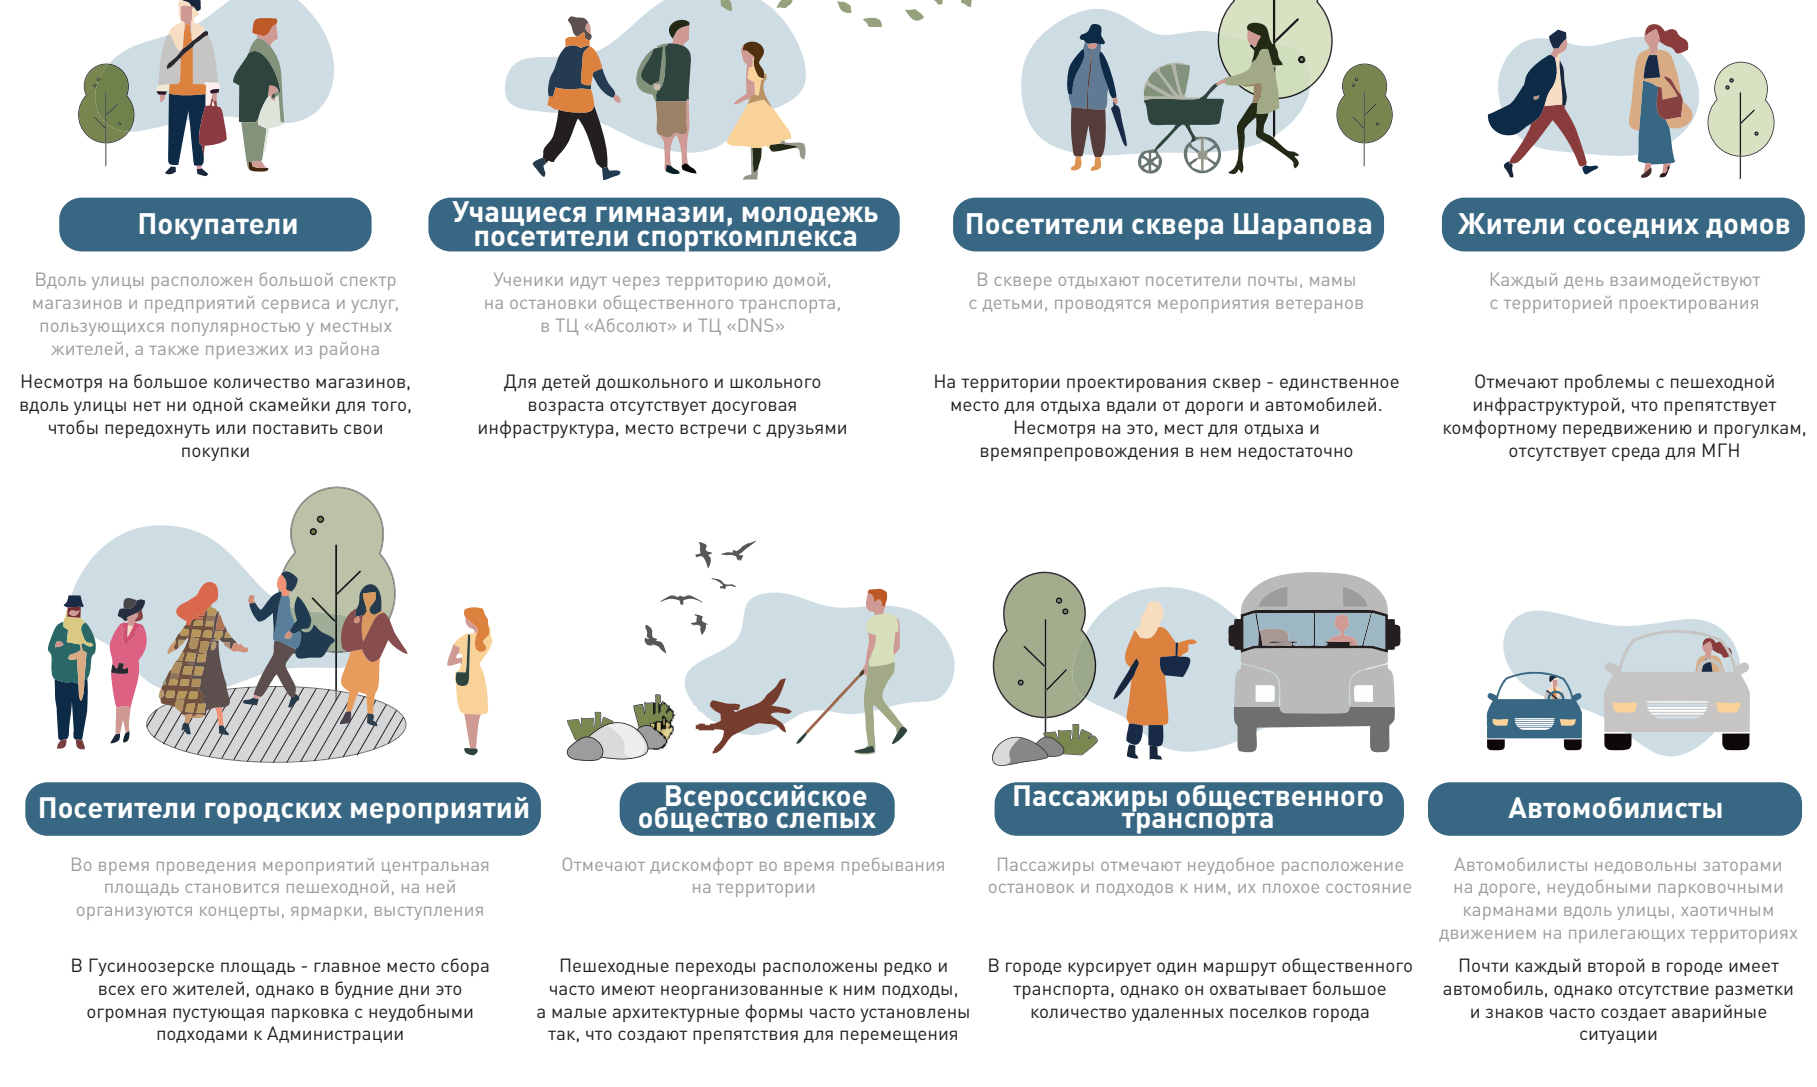 Покупатели
Вдоль улицы расположен большой спектр
магазинов и предприятий сервиса и услуг,
пользующихся популярностью у местных
жителей, а также приезжих из района
Несмотря на большое количество магазинов,
вдоль улицы нет ни одной скамейки для того,
чтобы передохнуть или поставить свои
покупки
Учащиеся гимназии, молодежь
посетители спорткомплекса
Ученики идут через территорию домой,
на остановки общественного транспорта,
в ТЦ «Абсолют» и ТЦ «DNS»
Для детей дошкольного и школьного
возраста отсутствует досуговая
инфраструктура, место встречи с друзьями
Посетители сквера Шарапова
В сквере отдыхают посетители почты, мамы
с детьми, проводятся мероприятия ветеранов
На территории проектирования сквер - единственное
место для отдыха вдали от дороги и автомобилей.
Несмотря на это, мест для отдыха и
времяпрепровождения в нем недостаточно
Жители соседних домов
Каждый день взаимодействуют
с территорией проектирования
Отмечают проблемы с пешеходной
инфраструктурой, что препятствует
комфортному передвижению и прогулкам,
отсутствует среда для МГН
Посетители городских мероприятий
Во время проведения мероприятий центральная
площадь становится пешеходной, на ней
организуются концерты, ярмарки, выступления
В Гусиноозерске площадь - главное место сбора
всех его жителей, однако в будние дни это
огромная пустующая парковка с неудобными
подходами к Администрации
Всероссийское
общество слепых
Отмечают дискомфорт во время пребывания
на территории
Пешеходные переходы расположены редко и
часто имеют неорганизованные к ним подходы,
а малые архитектурные формы часто установлены
так, что создают препятствия для перемещения
Пассажиры общественного
транспорта
Пассажиры отмечают неудобное расположение
остановок и подходов к ним, их плохое состояние
В городе курсирует один маршрут общественного
транспорта, однако он охватывает большое
количество удаленных поселков города
Автомобилисты
Автомобилисты недовольны заторами
на дороге, неудобными парковочными
карманами вдоль улицы, хаотичным
движением на прилегающих территориях
Почти каждый второй в городе имеет
автомобиль, однако отсутствие разметки
и знаков часто создает аварийные
ситуации